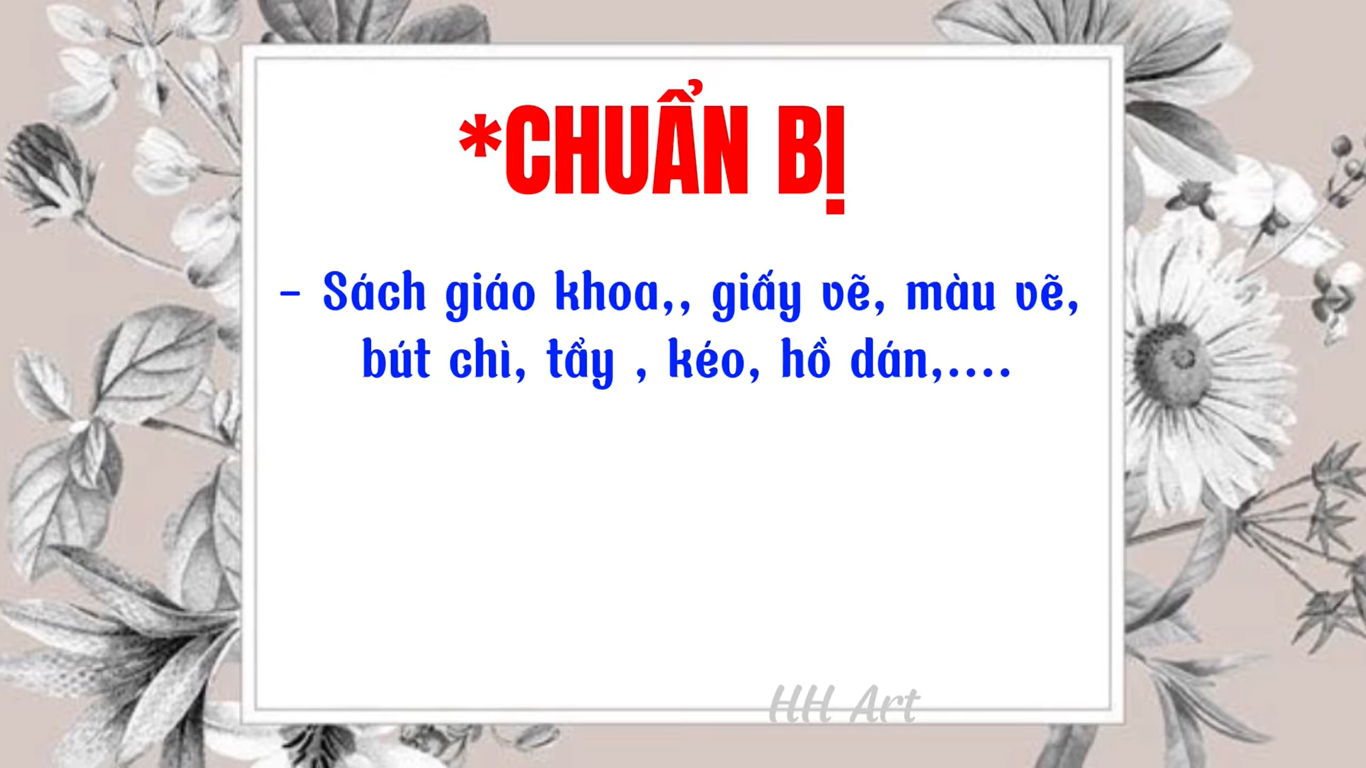 *CHUẨN BỊ
- Sách giáo khoa,, giấy vẽ, màu vẽ,
bút chì, tẩy , kéo, hồ dán,....
HH Art